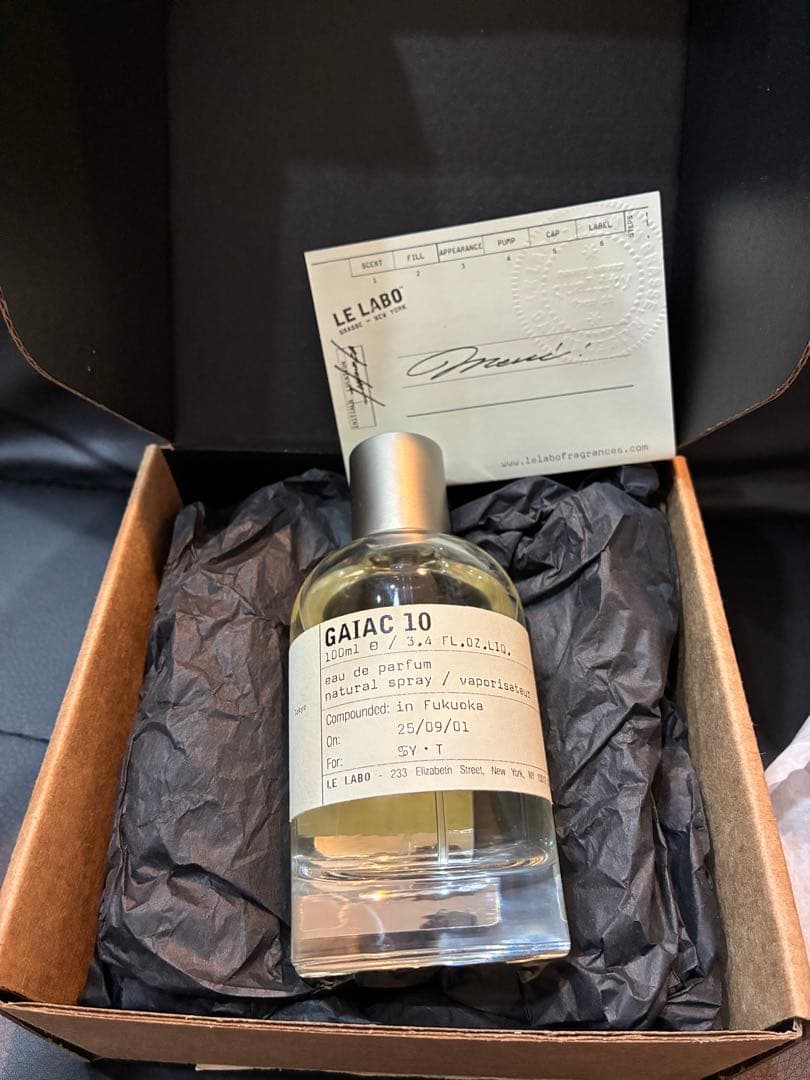 SCENT FILL APPEARANCE PUMP CAP LABEL STEPS
1 2 3 4 5 6
LE LABO
GRASSE — NEW YORK
Merci!
www.lelabofragrances.com
GAIAC 10
100ml e / 3.4 FL.OZ.LIQ.
eau de parfum
natural spray / vaporisateur
Tokyo
Compounded: in Fukuoka
On: 25/09/01
For: SY・T
LE LABO - 233 Elizabeth Street, New York, NY